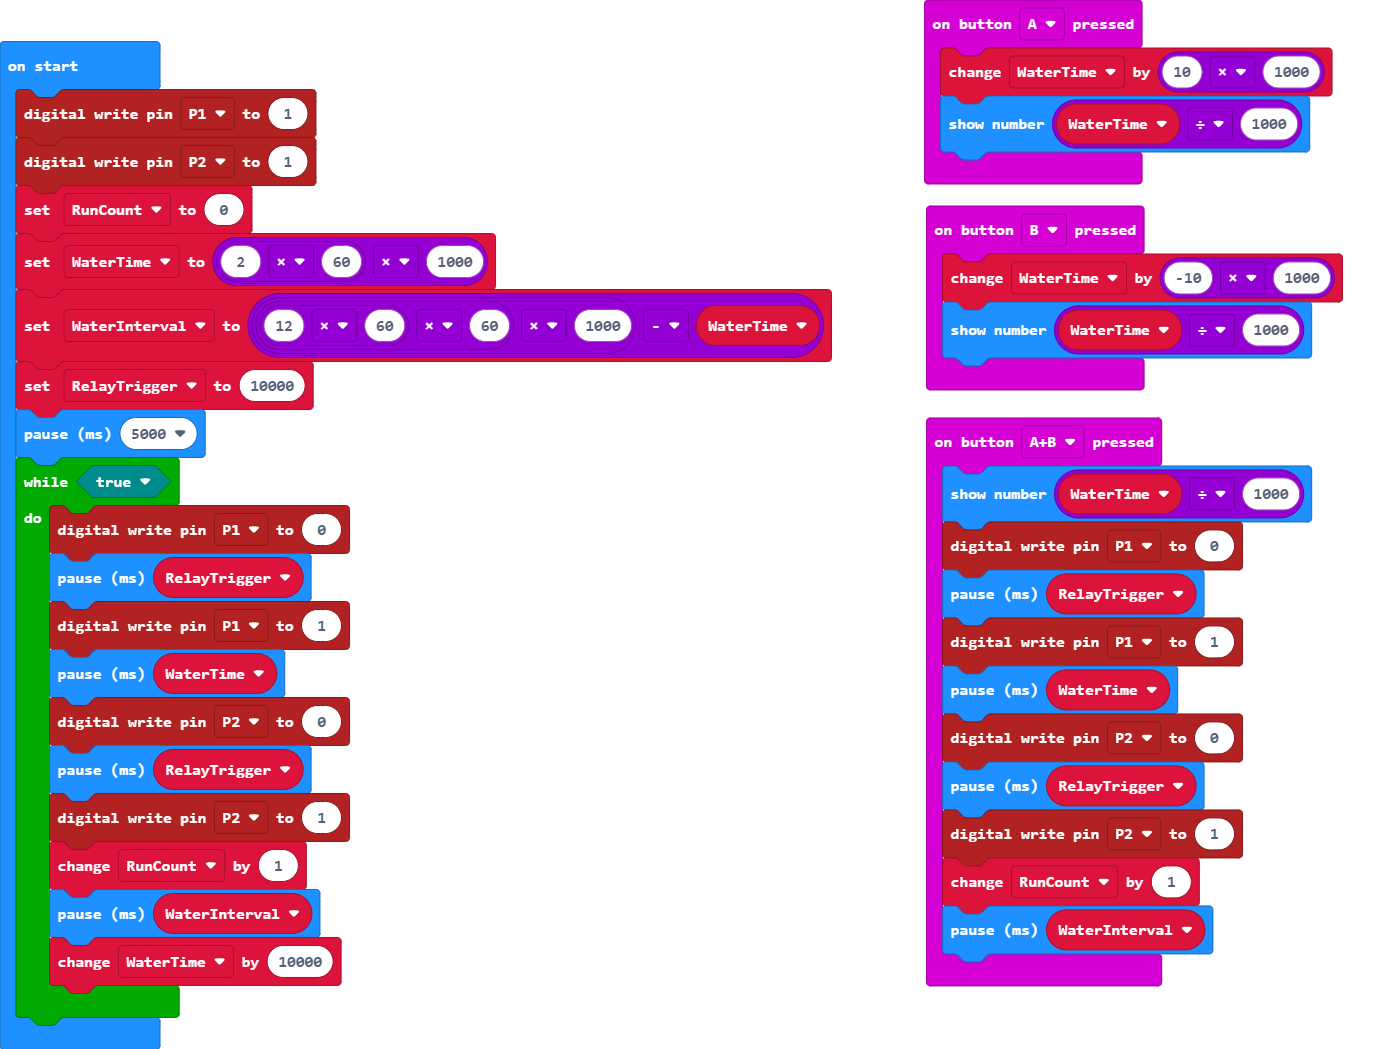 on start
digital write pin P1 to 1
digital write pin P2 to 1
set RunCount to 0
set WaterTime to 2 × 60 × 1000
set WaterInterval to 12 × 60 × 60 × 1000 - WaterTime
set RelayTrigger to 10000
pause (ms) 5000
while true
do
digital write pin P1 to 0
pause (ms) RelayTrigger
digital write pin P1 to 1
pause (ms) WaterTime
digital write pin P2 to 0
pause (ms) RelayTrigger
digital write pin P2 to 1
change RunCount by 1
pause (ms) WaterInterval
change WaterTime by 10000
on button A pressed
change WaterTime by 10 × 1000
show number WaterTime ÷ 1000
on button B pressed
change WaterTime by -10 × 1000
show number WaterTime ÷ 1000
on button A+B pressed
show number WaterTime ÷ 1000
digital write pin P1 to 0
pause (ms) RelayTrigger
digital write pin P1 to 1
pause (ms) WaterTime
digital write pin P2 to 0
pause (ms) RelayTrigger
digital write pin P2 to 1
change RunCount by 1
pause (ms) WaterInterval